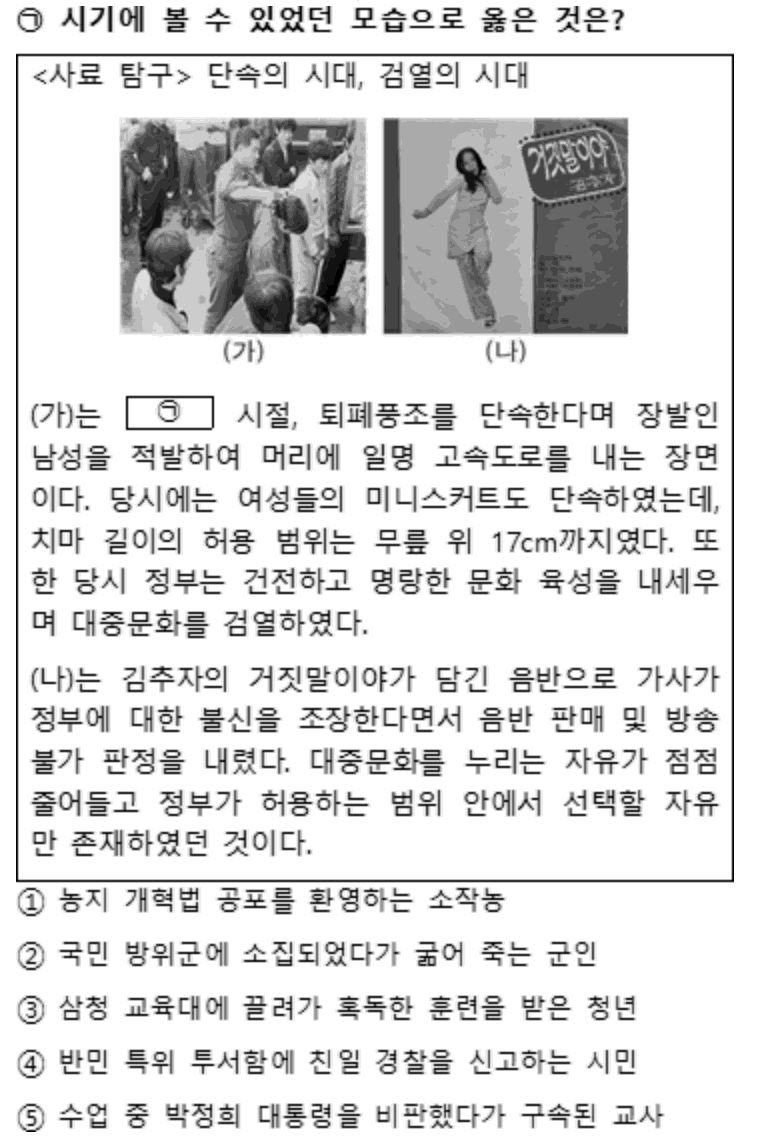 ㉠ 시기에 볼 수 있었던 모습으로 옳은 것은?
<사료 탐구> 단속의 시대, 검열의 시대
거짓말이야
김추자
(가)
(나)
(가)는 ㉠ 시절, 퇴폐풍조를 단속한다며 장발인
남성을 적발하여 머리에 일명 고속도로를 내는 장면
이다. 당시에는 여성들의 미니스커트도 단속하였는데,
치마 길이의 허용 범위는 무릎 위 17cm까지였다. 또
한 당시 정부는 건전하고 명랑한 문화 육성을 내세우
며 대중문화를 검열하였다.
(나)는 김추자의 거짓말이야가 담긴 음반으로 가사가
정부에 대한 불신을 조장한다면서 음반 판매 및 방송
불가 판정을 내렸다. 대중문화를 누리는 자유가 점점
줄어들고 정부가 허용하는 범위 안에서 선택할 자유
만 존재하였던 것이다.
① 농지 개혁법 공포를 환영하는 소작농
② 국민 방위군에 소집되었다가 굶어 죽는 군인
③ 삼청 교육대에 끌려가 혹독한 훈련을 받은 청년
④ 반민 특위 투서함에 친일 경찰을 신고하는 시민
⑤ 수업 중 박정희 대통령을 비판했다가 구속된 교사